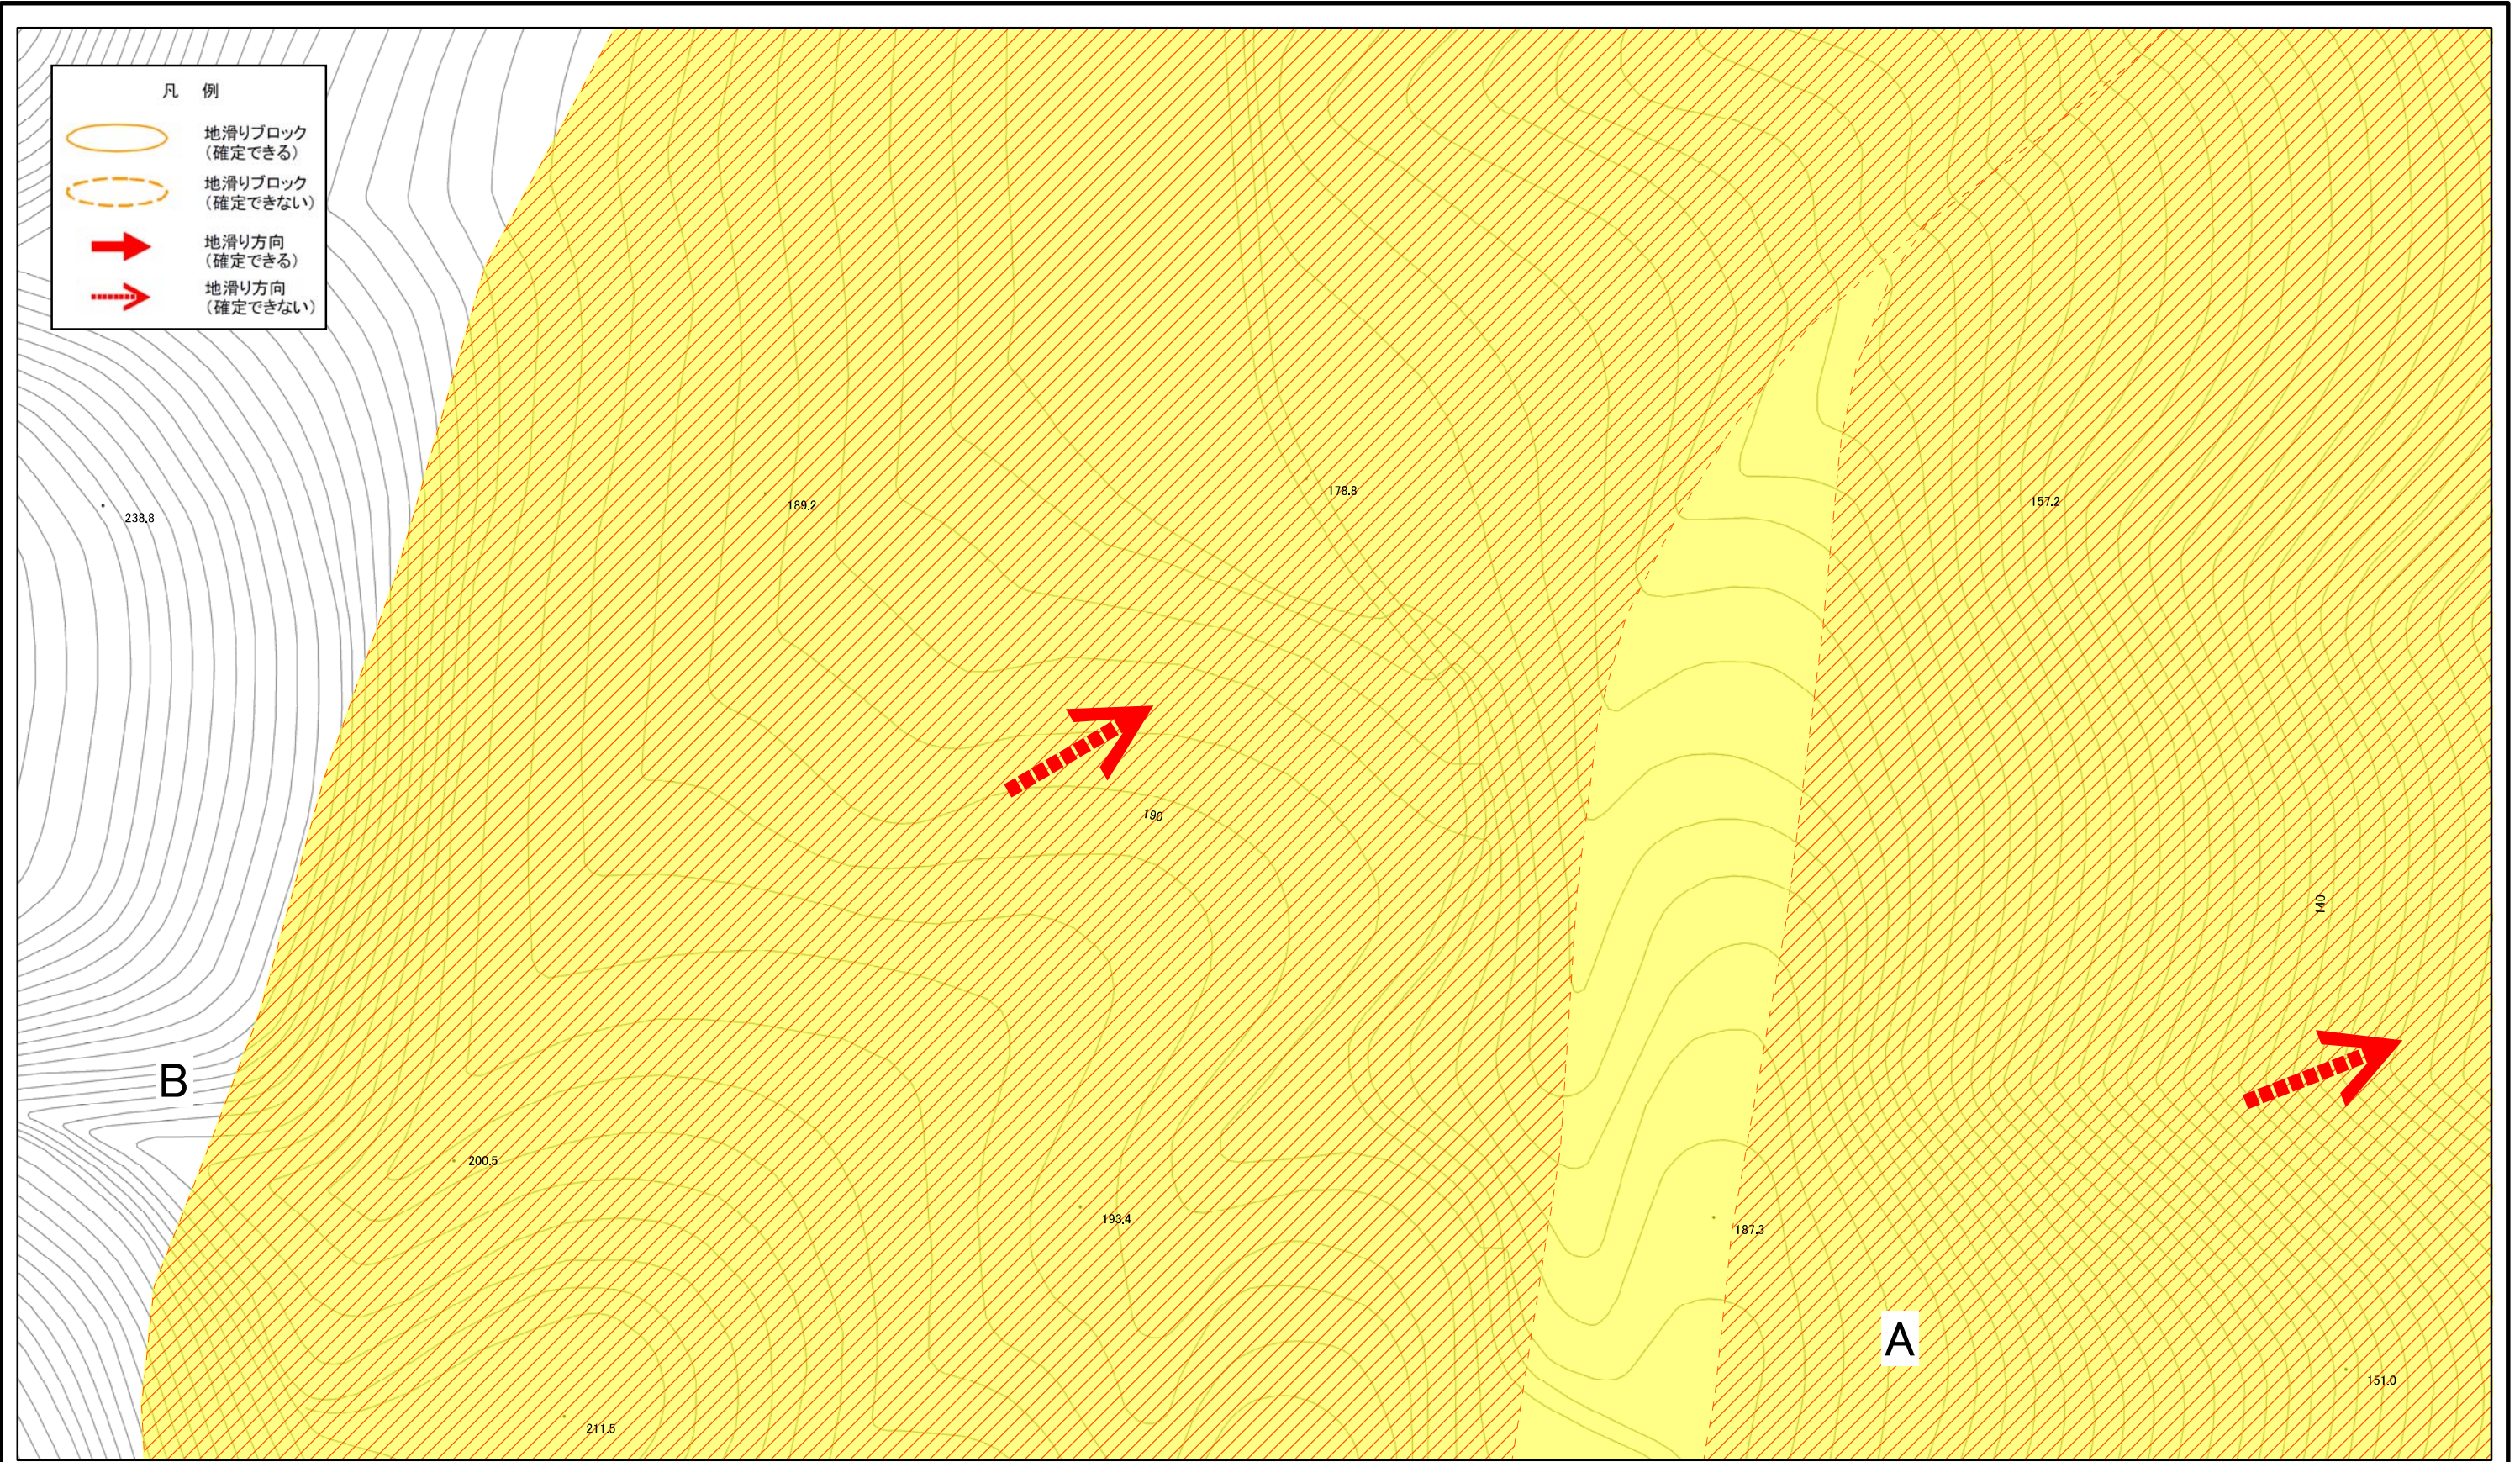 凡 例
地滑りブロック
(確定できる)
地滑りブロック
(確定できない)
地滑り方向
(確定できる)
地滑り方向
(確定できない)
178.8
189.2
157.2
238.8
190
140
B
200.5
193.4
187.3
A
151.0
211.5